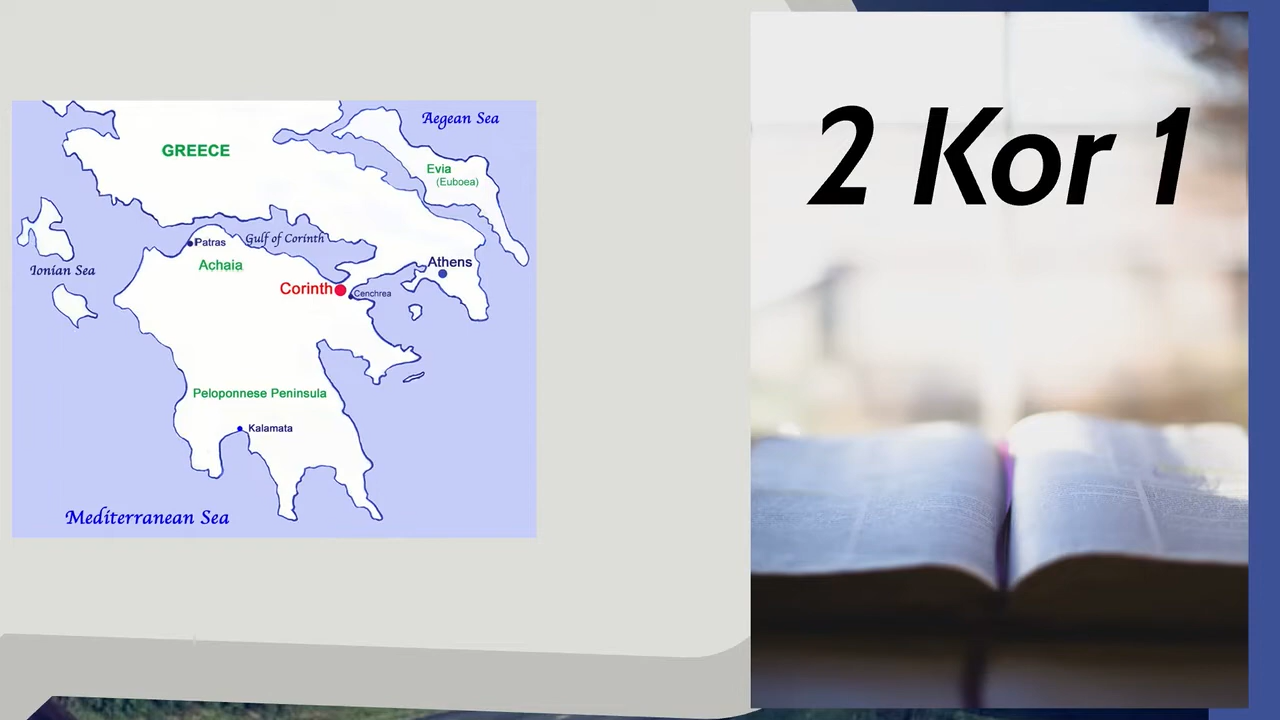 Aegean Sea
GREECE
Evia
(Euboea)
Patras
Gulf of Corinth
Achaia
Athens
Ionian Sea
Corinth
Cenchrea
Peloponnese Peninsula
Kalamata
Mediterranean Sea
2 Kor 1